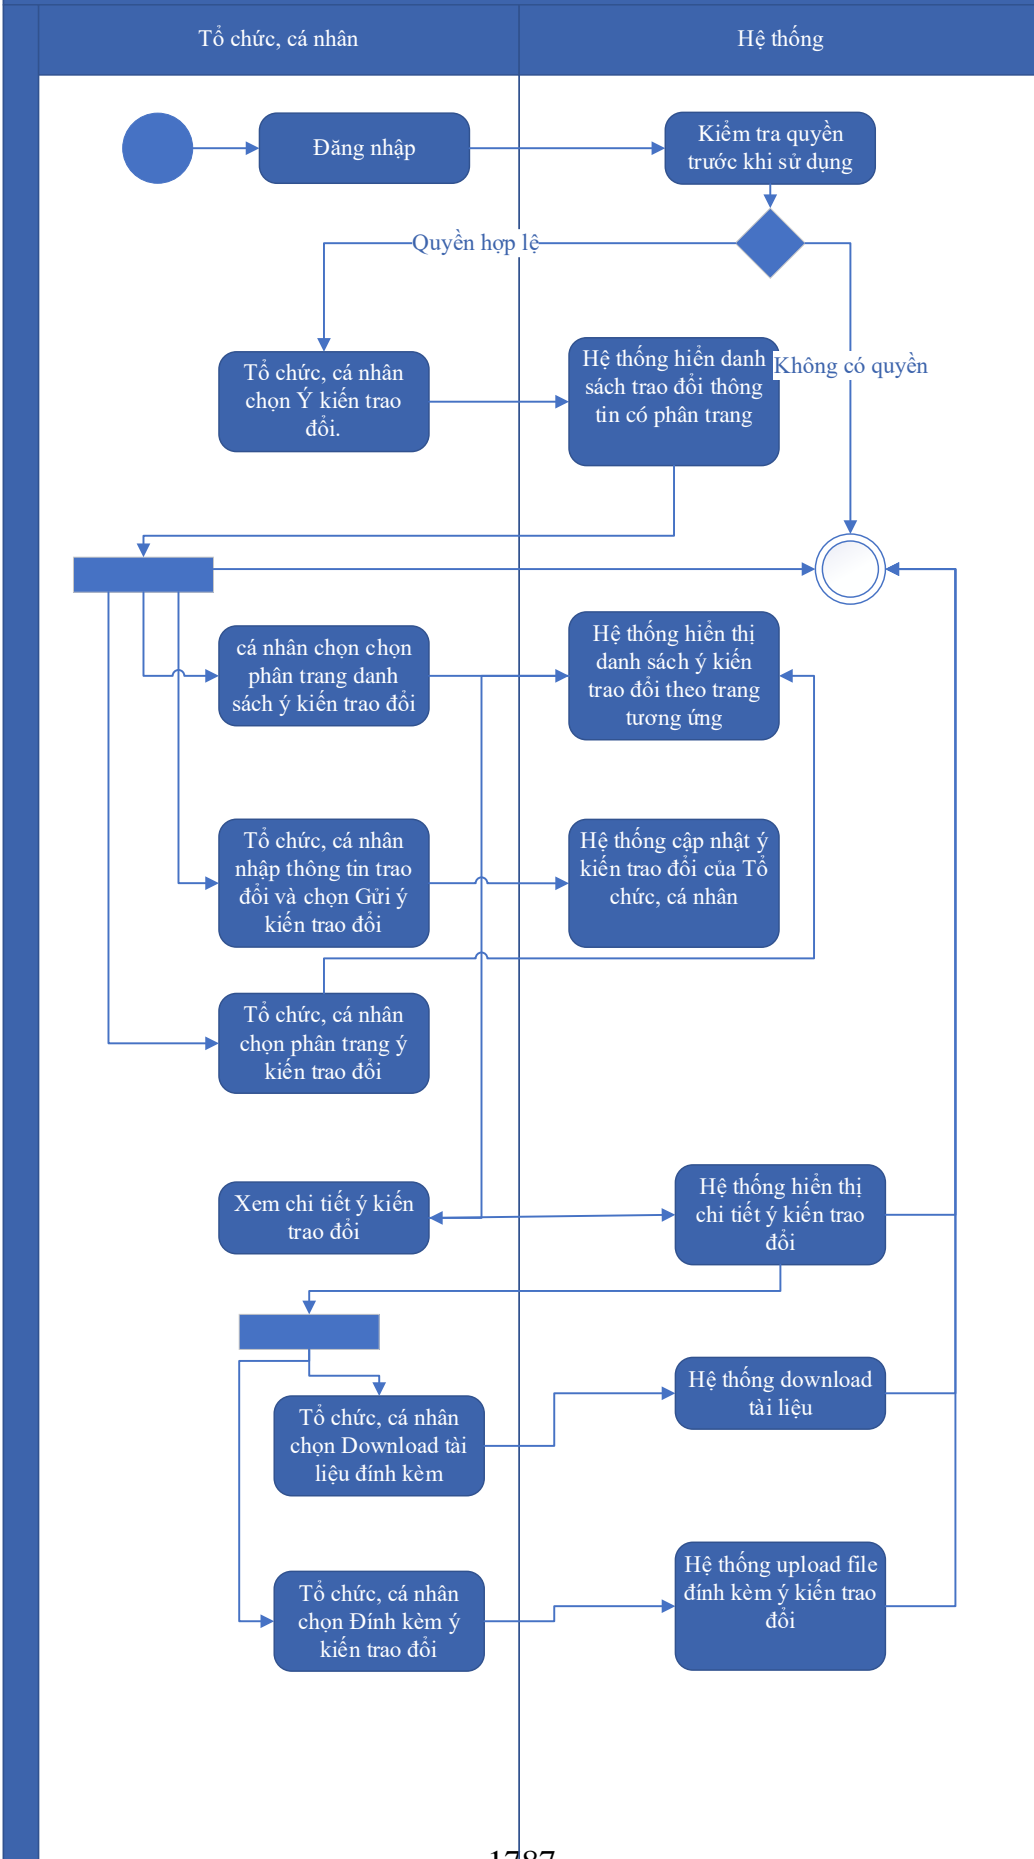 Tổ chức, cá nhân
Hệ thống
Đăng nhập
Kiểm tra quyền
trước khi sử dụng
Quyền hợp lệ
Tổ chức, cá nhân
chọn Ý kiến trao
đổi.
Hệ thống hiển danh
sách trao đổi thông
tin có phân trang
Không có quyền
cá nhân chọn chọn
phân trang danh
sách ý kiến trao đổi
Hệ thống hiển thị
danh sách ý kiến
trao đổi theo trang
tương ứng
Tổ chức, cá nhân
nhập thông tin trao
đổi và chọn Gửi ý
kiến trao đổi
Hệ thống cập nhật ý
kiến trao đổi của Tổ
chức, cá nhân
Tổ chức, cá nhân
chọn phân trang ý
kiến trao đổi
Xem chi tiết ý kiến
trao đổi
Hệ thống hiển thị
chi tiết ý kiến trao
đổi
Tổ chức, cá nhân
chọn Download tài
liệu đính kèm
Hệ thống download
tài liệu
Tổ chức, cá nhân
chọn Đính kèm ý
kiến trao đổi
Hệ thống upload file
đính kèm ý kiến trao
đổi
1787